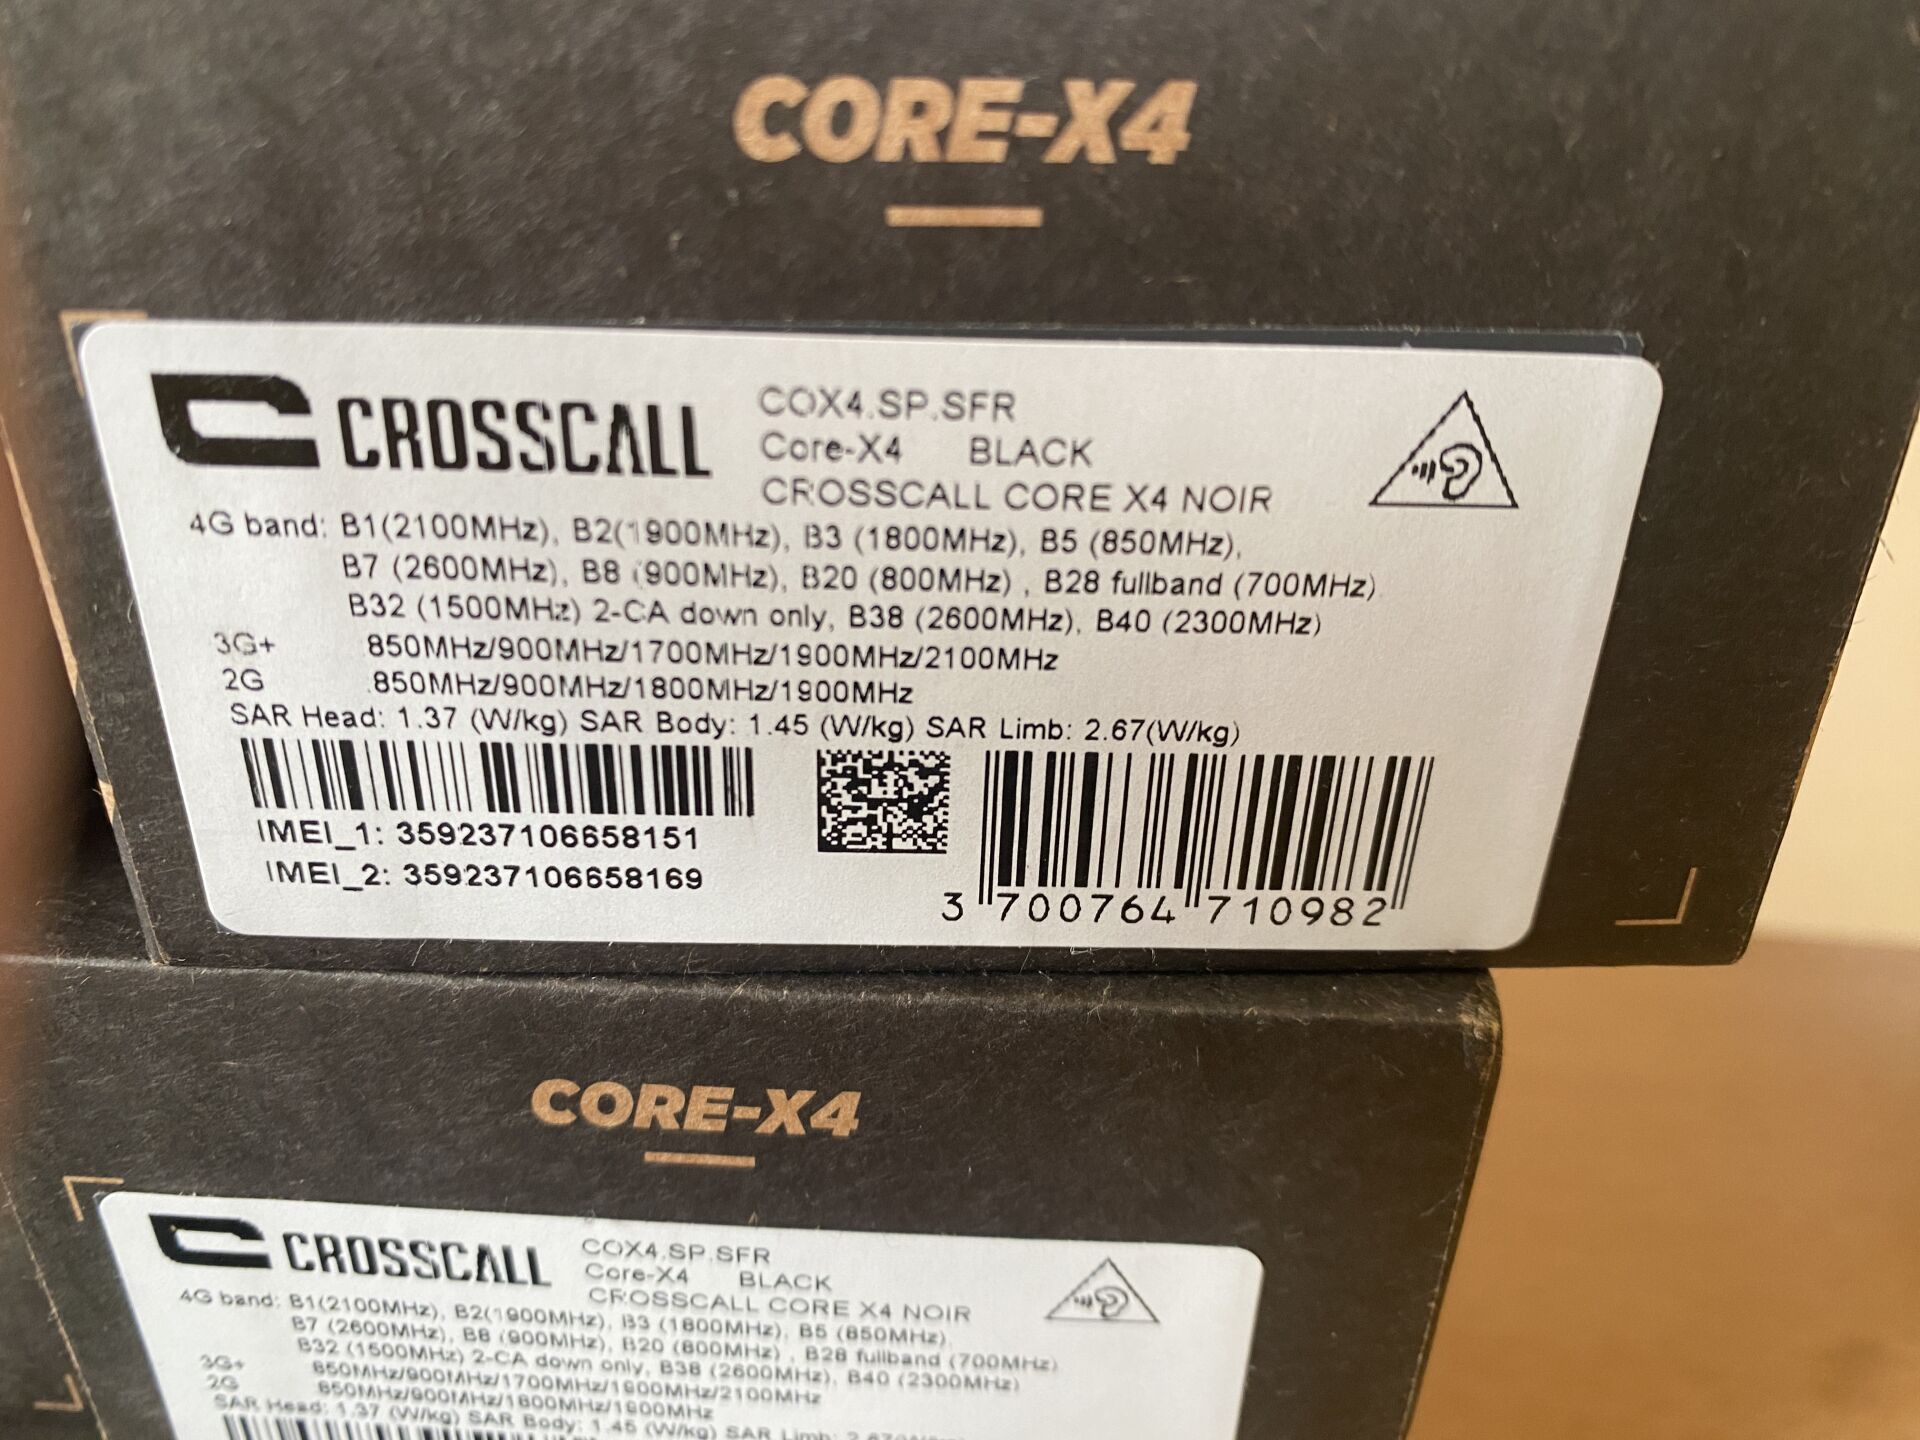 CORE-X4
CROSSCALL
COX4.SP.SFR
Core-X4 BLACK
CROSSCALL CORE X4 NOIR
4G band: B1(2100MHz), B2(1900MHz), B3 (1800MHz), B5 (850MHz),
B7 (2600MHz), B8 (900MHz), B20 (800MHz) , B28 fullband (700MHz)
B32 (1500MHz) 2-CA down only, B38 (2600MHz), B40 (2300MHz)
3G+ 850MHz/900MHz/1700MHz/1900MHz/2100MHz
2G 850MHz/900MHz/1800MHz/1900MHz
SAR Head: 1.37 (W/kg) SAR Body: 1.45 (W/kg) SAR Limb: 2.67(W/kg)
IMEI_1: 359237106658151
IMEI_2: 359237106658169
3 700764 710982
CORE-X4
CROSSCALL
COX4.SP.SFR
Core-X4 BLACK
CROSSCALL CORE X4 NOIR
4G band: B1(2100MHz), B2(1900MHz), B3 (1800MHz), B5 (850MHz),
B7 (2600MHz), B8 (900MHz), B20 (800MHz) , B28 fullband (700MHz)
B32 (1500MHz) 2-CA down only, B38 (2600MHz), B40 (2300MHz)
3G+ 850MHz/900MHz/1700MHz/1900MHz/2100MHz
2G 850MHz/900MHz/1800MHz/1900MHz
SAR Head: 1.37 (W/kg) SAR Body: 1.45 (W/kg) SAR Limb: